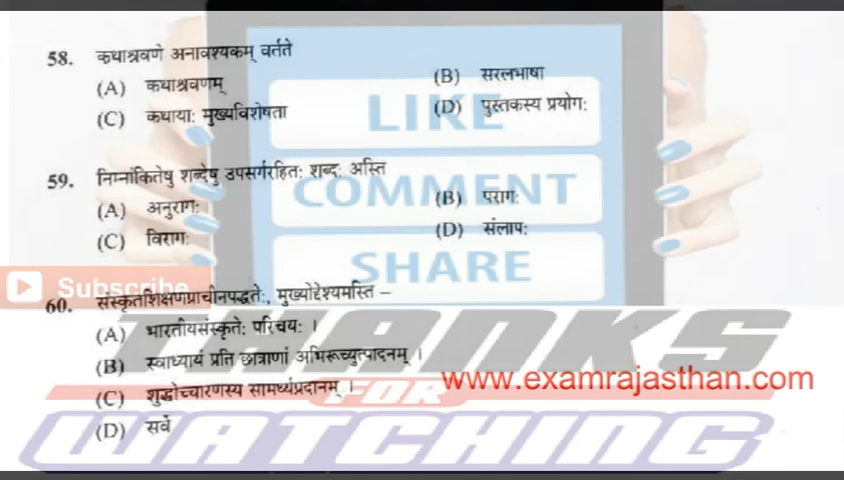 58. कथाश्रवणे अनावश्यकम् वर्तते
(A) कथाश्रवणम्
(B) सरलभाषा
(C) कथायाः मुख्यविशेषता
(D) पुस्तकस्य प्रयोगः
LIKE
59. निम्नांकितेषु शब्देषु उपसर्गरहितः शब्दः अस्ति
(A) अनुरागः
(B) परागः
COMMENT
(C) विरागः
(D) संलापः
SHARE
Subscribe
60. संस्कृतशिक्षणप्राचीनपद्धतेः, मुख्योद्देश्यमस्ति –
(A) भारतीयसंस्कृतेः परिचयः ।
(B) स्वाध्यायं प्रति छात्राणां अभिरूच्युत्पादनम् ।
(C) शुद्धोच्चारणस्य सामर्थ्यप्रदानम् ।
(D) सर्वे
www.examrajasthan.com
THANKS
FOR
WATCHING